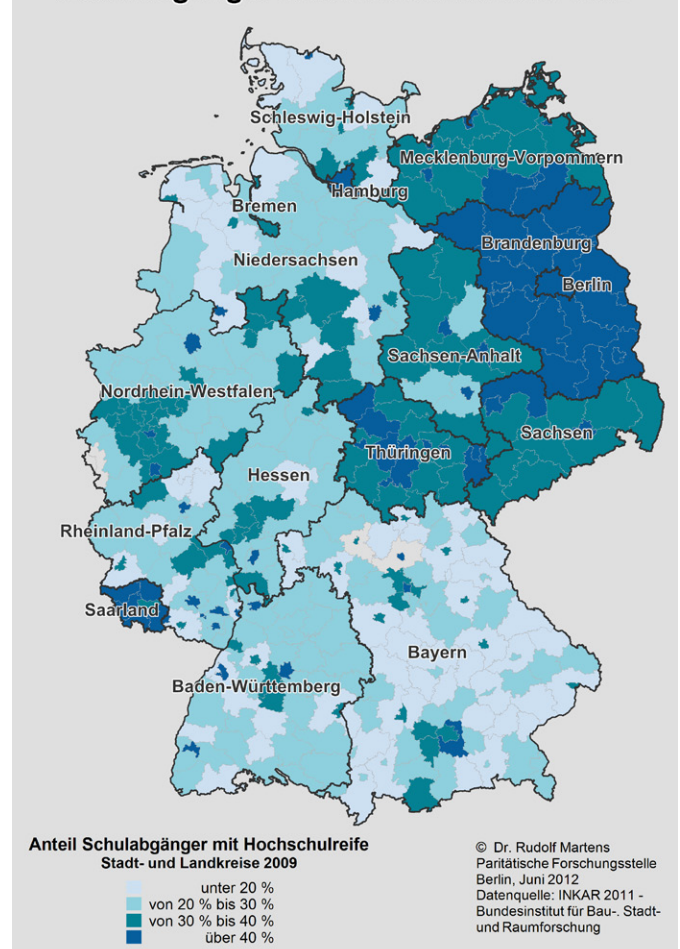 Schleswig-Holstein
Mecklenburg-Vorpommern
Hamburg
Bremen
Niedersachsen
Brandenburg
Berlin
Sachsen-Anhalt
Nordrhein-Westfalen
Sachsen
Thüringen
Hessen
Rheinland-Pfalz
Saarland
Bayern
Baden-Württemberg
Anteil Schulabgänger mit Hochschulreife
Stadt- und Landkreise 2009
unter 20 %
von 20 % bis 30 %
von 30 % bis 40 %
über 40 %
© Dr. Rudolf Martens
Paritätische Forschungsstelle
Berlin, Juni 2012
Datenquelle: INKAR 2011 -
Bundesinstitut für Bau-. Stadt-
und Raumforschung